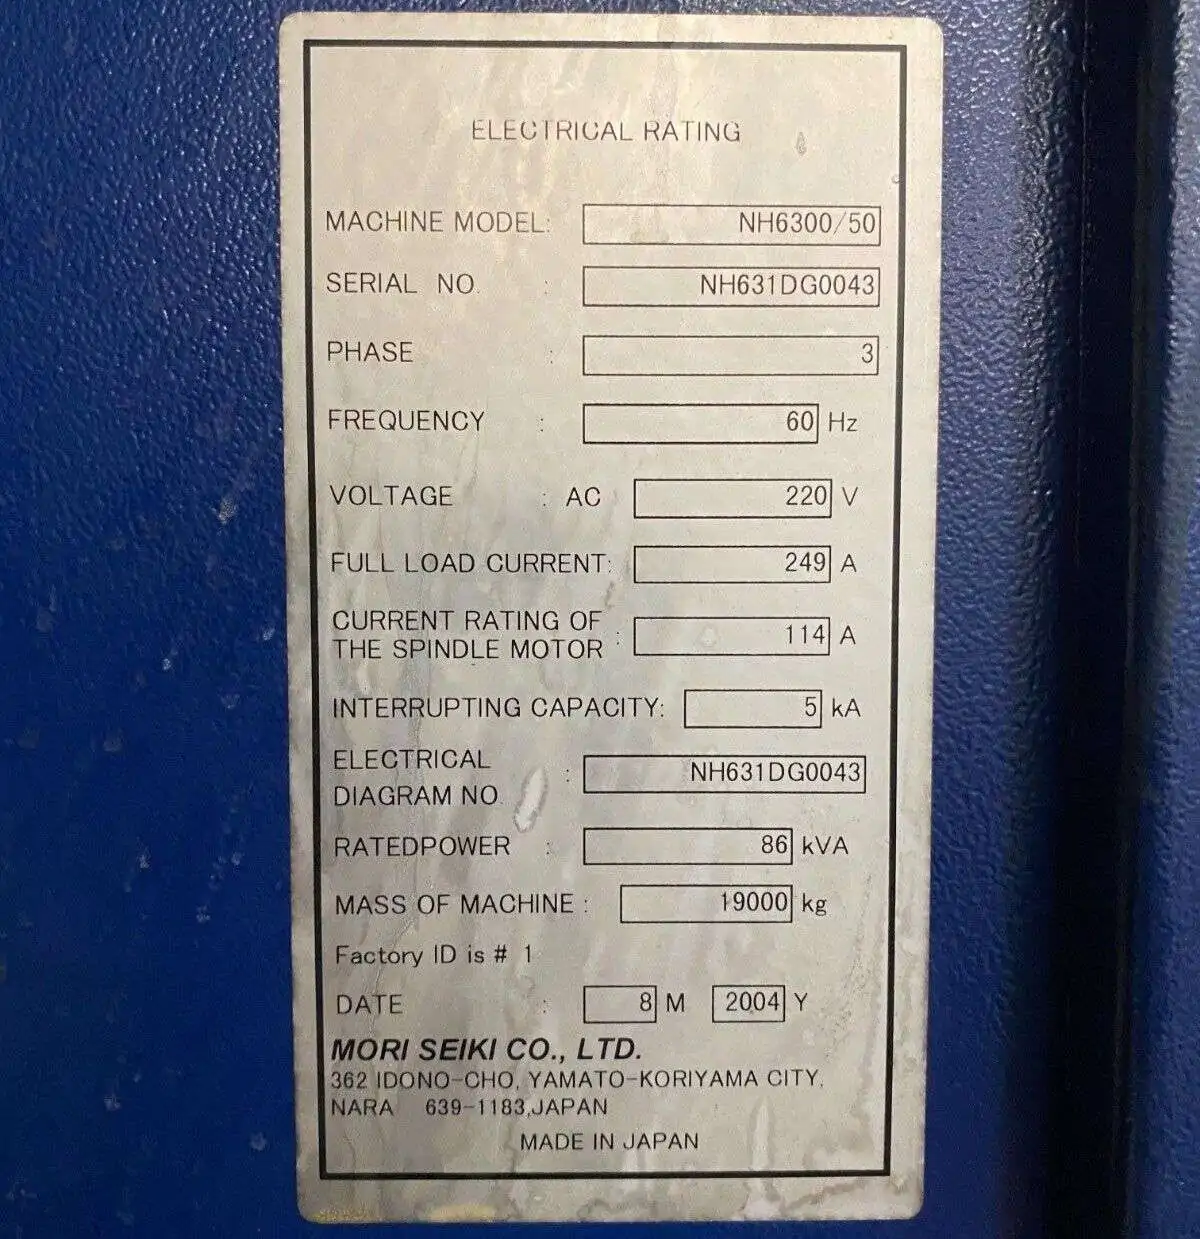 ELECTRICAL RATING
MACHINE MODEL: NH6300/50
SERIAL NO. : NH631DG0043
PHASE : 3
FREQUENCY : 60 Hz
VOLTAGE : AC 220 V
FULL LOAD CURRENT: 249 A
CURRENT RATING OF
THE SPINDLE MOTOR : 114 A
INTERRUPTING CAPACITY: 5 kA
ELECTRICAL
DIAGRAM NO. : NH631DG0043
RATEDPOWER : 86 kVA
MASS OF MACHINE : 19000 kg
Factory ID is # 1
DATE : 8 M 2004 Y
MORI SEIKI CO., LTD.
362 IDONO-CHO, YAMATO-KORIYAMA CITY,
NARA 639-1183,JAPAN
MADE IN JAPAN